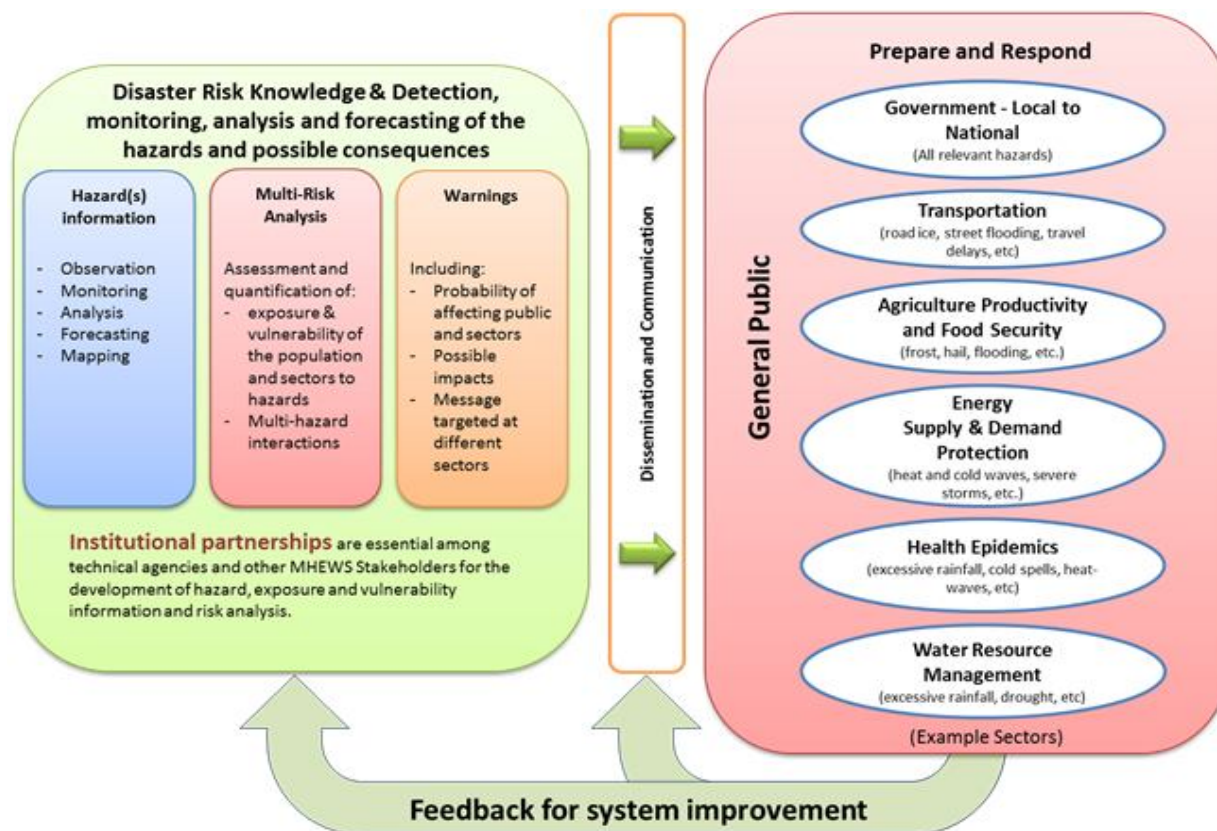 Disaster Risk Knowledge & Detection,
monitoring, analysis and forecasting of the
hazards and possible consequences
Hazard(s)
information
- Observation
- Monitoring
- Analysis
- Forecasting
- Mapping
Multi-Risk
Analysis
Assessment and
quantification of:
- exposure &
vulnerability of
the population
and sectors to
hazards
- Multi-hazard
interactions
Warnings
Including:
- Probability of
affecting public
and sectors
- Possible
impacts
- Message
targeted at
different
sectors
Institutional partnerships are essential among
technical agencies and other MHEWS Stakeholders for the
development of hazard, exposure and vulnerability
information and risk analysis.
Dissemination and Communication
General Public
Prepare and Respond
Government - Local to
National
(All relevant hazards)
Transportation
(road ice, street flooding, travel
delays, etc)
Agriculture Productivity
and Food Security
(frost, hail, flooding, etc.)
Energy
Supply & Demand
Protection
(heat and cold waves, severe
storms, etc.)
Health Epidemics
(excessive rainfall, cold spells, heat-
waves, etc)
Water Resource
Management
(excessive rainfall, drought, etc)
(Example Sectors)
Feedback for system improvement